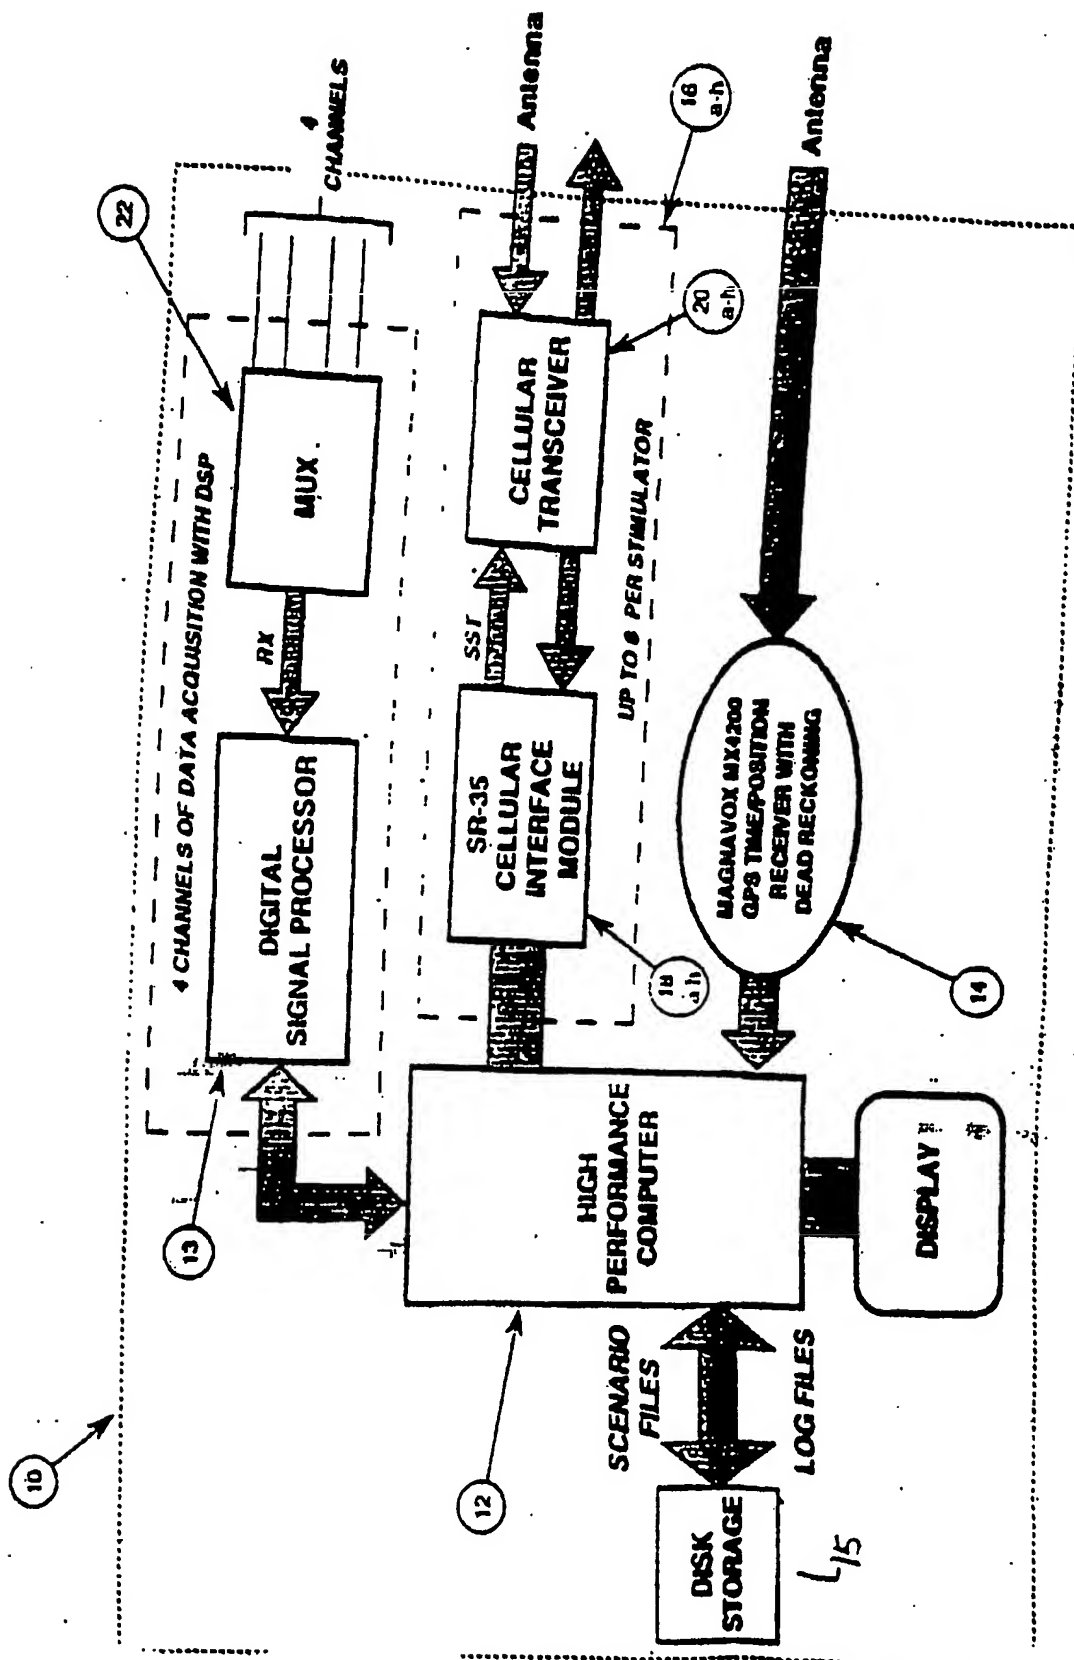 10
22
4
CHANNELS
4 CHANNELS OF DATA ACQUISITION WITH DSP
13
DIGITAL
SIGNAL PROCESSOR
RX
MUX
Antenna
SST
SR-35
CELLULAR
INTERFACE
MODULE
CELLULAR
TRANSCEIVER
18
a-h
20
a-h
UP TO 8 PER STIMULATOR
16
a-h
12
HIGH
PERFORMANCE
COMPUTER
SCENARIO
FILES
LOG FILES
DISK
STORAGE
15
MAGNAVOX MX4200
GPS TIME/POSITION
RECEIVER WITH
DEAD RECKONING
Antenna
14
DISPLAY